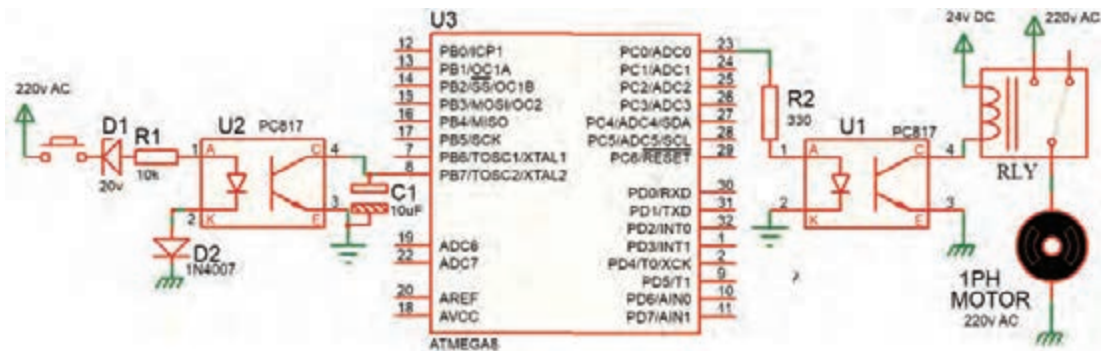 U3
12 PB0/ICP1 PC0/ADC0 23
13 PB1/OC1A PC1/ADC1 24
14 PB2/SS/OC1B PC2/ADC2 25
15 PB3/MOSI/OC2 PC3/ADC3 26
16 PB4/MISO PC4/ADC4/SDA 27
17 PB5/SCK PC5/ADC5/SCL 28
7 PB6/TOSC1/XTAL1 PC6/RESET 29
8 PB7/TOSC2/XTAL2
PD0/RXD 30
PD1/TXD 31
PD2/INT0 32
19 ADC6 PD3/INT1 1
22 ADC7 PD4/T0/XCK 2
PD5/T1 9
20 AREF PD6/AIN0 10
18 AVCC PD7/AIN1 11
ATMEGA8
220v AC
D1
20v
R1
10k
U2 PC817
1 A C 4
2 K E 3
D2
1N4007
C1
10uF
R2
330
U1 PC817
1 A C 4
2 K E 3
24v DC. 220v AC
RLY
1PH
MOTOR
220v AC